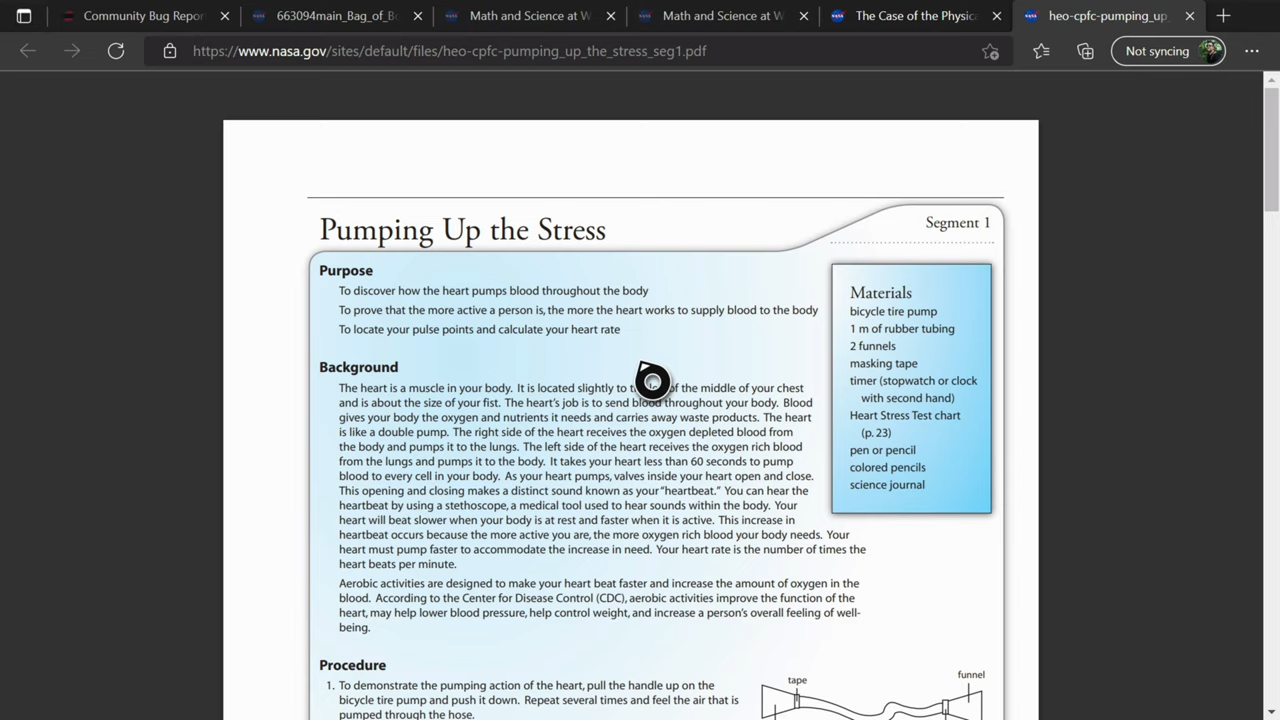 Community Bug Repor
663094main_Bag_of_Bo
Math and Science at W
Math and Science at W
The Case of the Physica
heo-cpfc-pumping_up_
https://www.nasa.gov/sites/default/files/heo-cpfc-pumping_up_the_stress_seg1.pdf
Not syncing
Pumping Up the Stress
Segment 1
Purpose
To discover how the heart pumps blood throughout the body
To prove that the more active a person is, the more the heart works to supply blood to the body
To locate your pulse points and calculate your heart rate
Background
The heart is a muscle in your body. It is located slightly to of the middle of your chest
and is about the size of your fist. The heart's job is to send blood throughout your body. Blood
gives your body the oxygen and nutrients it needs and carries away waste products. The heart
is like a double pump. The right side of the heart receives the oxygen depleted blood from
the body and pumps it to the lungs. The left side of the heart receives the oxygen rich blood
from the lungs and pumps it to the body. It takes your heart less than 60 seconds to pump
blood to every cell in your body. As your heart pumps, valves inside your heart open and close.
This opening and closing makes a distinct sound known as your "heartbeat." You can hear the
heartbeat by using a stethoscope, a medical tool used to hear sounds within the body. Your
heart will beat slower when your body is at rest and faster when it is active. This increase in
heartbeat occurs because the more active you are, the more oxygen rich blood your body needs. Your
heart must pump faster to accommodate the increase in need. Your heart rate is the number of times the
heart beats per minute.
Aerobic activities are designed to make your heart beat faster and increase the amount of oxygen in the
blood. According to the Center for Disease Control (CDC), aerobic activities improve the function of the
heart, may help lower blood pressure, help control weight, and increase a person's overall feeling of well-
being.
Materials
bicycle tire pump
1 m of rubber tubing
2 funnels
masking tape
timer (stopwatch or clock
with second hand)
Heart Stress Test chart
(p. 23)
pen or pencil
colored pencils
science journal
Procedure
1. To demonstrate the pumping action of the heart, pull the handle up on the
bicycle tire pump and push it down. Repeat several times and feel the air that is
pumped through the hose.
tape
funnel